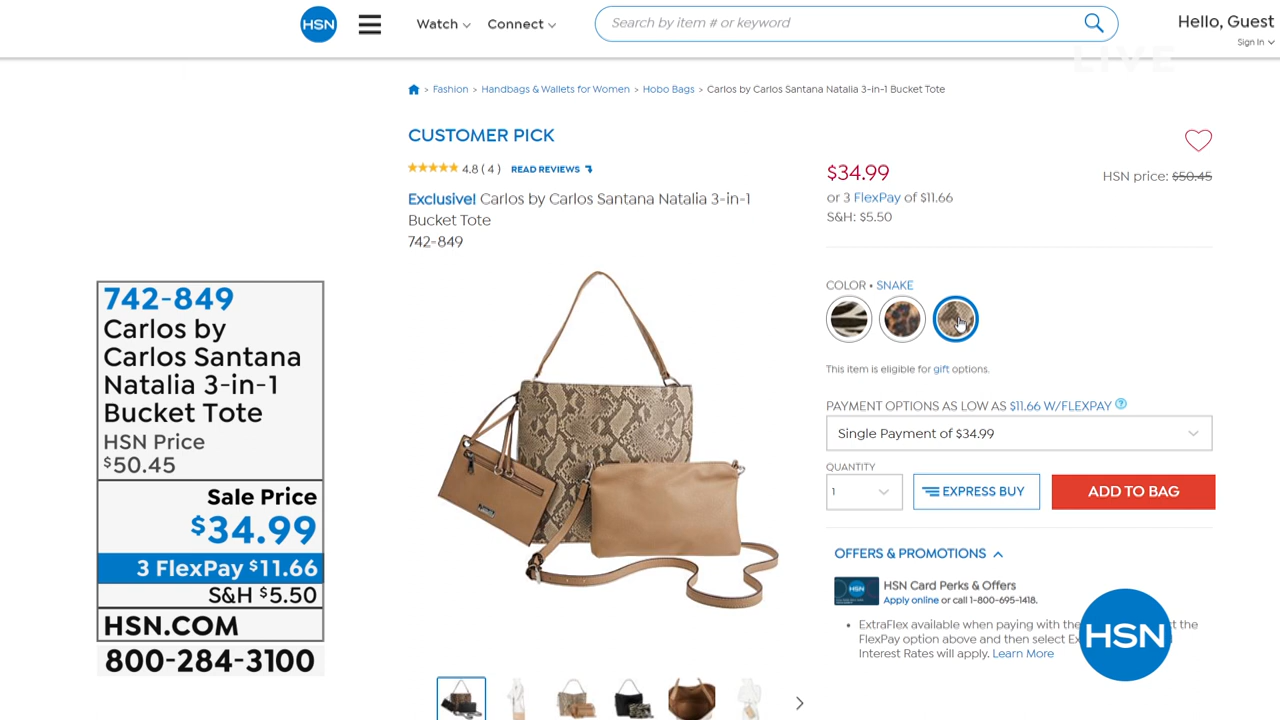 HSN
Watch
Connect
Search by item # or keyword
Hello, Guest
Sign In
LIVE
> Fashion > Handbags & Wallets for Women > Hobo Bags > Carlos by Carlos Santana Natalia 3-in-1 Bucket Tote
CUSTOMER PICK
4.8 ( 4 ) READ REVIEWS
Exclusive! Carlos by Carlos Santana Natalia 3-in-1
Bucket Tote
742-849
$34.99
HSN price: $50.45
or 3 FlexPay of $11.66
S&H: $5.50
COLOR • SNAKE
This item is eligible for gift options.
PAYMENT OPTIONS AS LOW AS $11.66 W/FLEXPAY ?
Single Payment of $34.99
QUANTITY
1
EXPRESS BUY
ADD TO BAG
OFFERS & PROMOTIONS
HSN
HSN Card Perks & Offers
Apply online or call 1-800-695-1418.
• ExtraFlex available when paying with the
the
FlexPay option above and then select
Interest Rates will apply. Learn More
HSN
742-849
Carlos by
Carlos Santana
Natalia 3-in-1
Bucket Tote
HSN Price
$50.45
Sale Price
$34.99
3 FlexPay $11.66
S&H $5.50
HSN.COM
800-284-3100